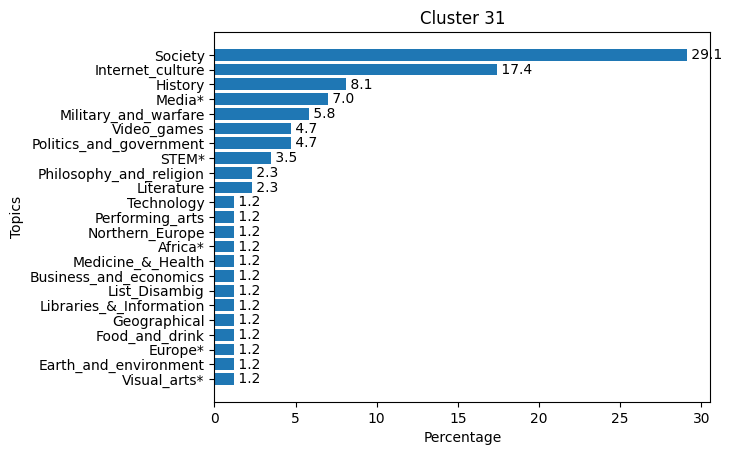 Cluster 31
Society 29.1
Internet_culture 17.4
History 8.1
Media* 7.0
Military_and_warfare 5.8
Video_games 4.7
Politics_and_government 4.7
STEM* 3.5
Philosophy_and_religion 2.3
Literature 2.3
Technology 1.2
Performing_arts 1.2
Northern_Europe 1.2
Africa* 1.2
Medicine_&_Health 1.2
Business_and_economics 1.2
List_Disambig 1.2
Libraries_&_Information 1.2
Geographical 1.2
Food_and_drink 1.2
Europe* 1.2
Earth_and_environment 1.2
Visual_arts* 1.2
Topics
0 5 10 15 20 25 30
Percentage